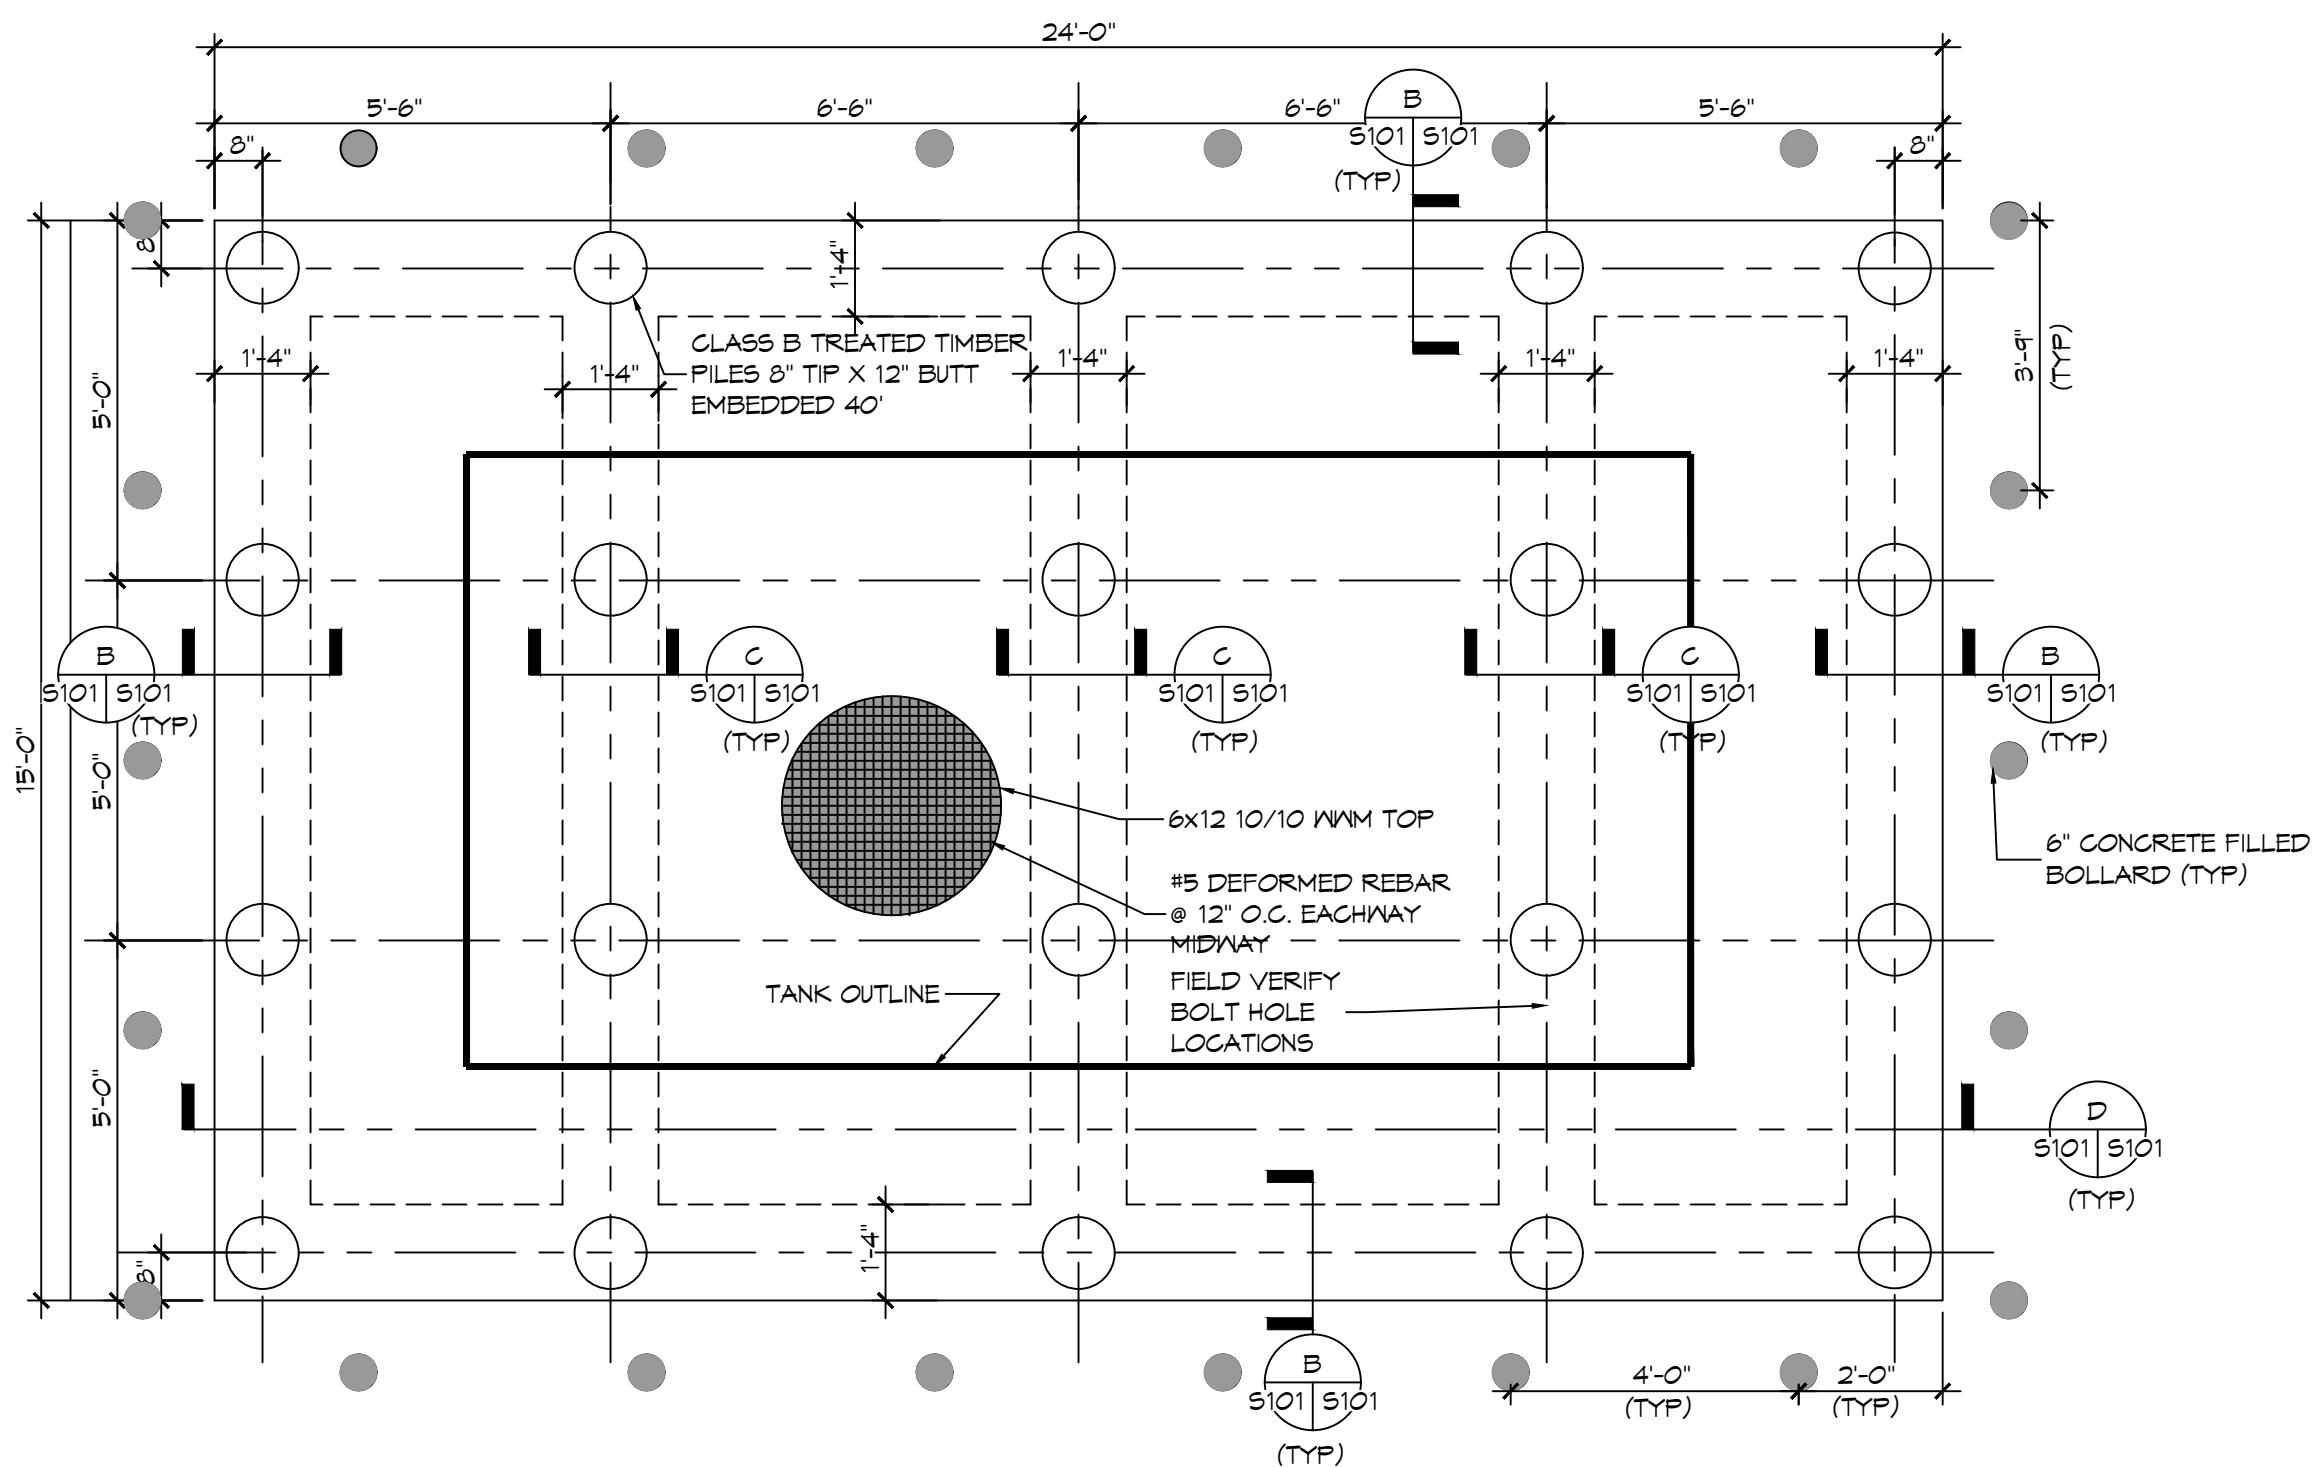 24'-0"
5'-6"
6'-6"
6'-6"
5'-6"
B
S101
S101
(TYP)
8"
8"
8"
1'-4"
CLASS B TREATED TIMBER
PILES 8" TIP X 12" BUTT
EMBEDDED 40'
1'-4"
1'-4"
1'-4"
1'-4"
1'-4"
3'-9"
(TYP)
5'-0"
B
S101
S101
(TYP)
C
S101
S101
(TYP)
C
S101
S101
(TYP)
C
S101
S101
(TYP)
B
S101
S101
(TYP)
15'-0"
5'-0"
6x12 10/10 WWM TOP
#5 DEFORMED REBAR
@ 12" O.C. EACHWAY
MIDWAY
6" CONCRETE FILLED
BOLLARD (TYP)
TANK OUTLINE
FIELD VERIFY
BOLT HOLE
LOCATIONS
5'-0"
D
S101
S101
(TYP)
8"
1'-4"
B
S101
S101
(TYP)
4'-0"
(TYP)
2'-0"
(TYP)